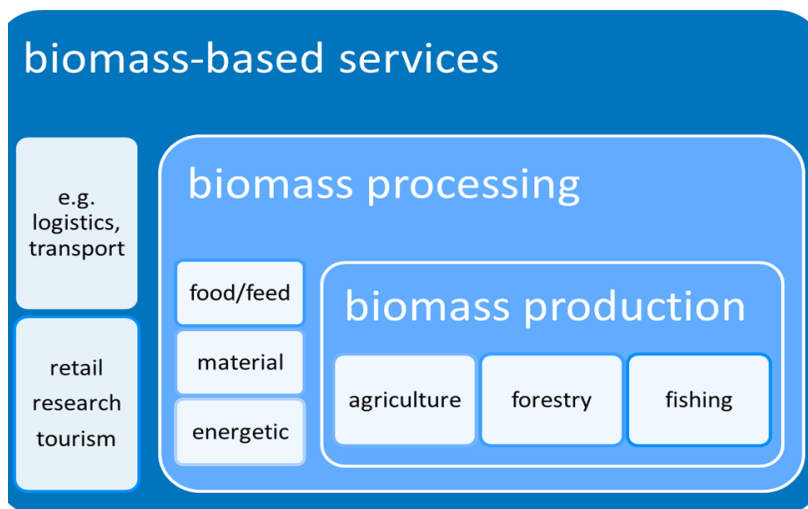 biomass-based services
e.g.
logistics,
transport
retail
research
tourism
biomass processing
food/feed
material
energetic
biomass production
agriculture
forestry
fishing